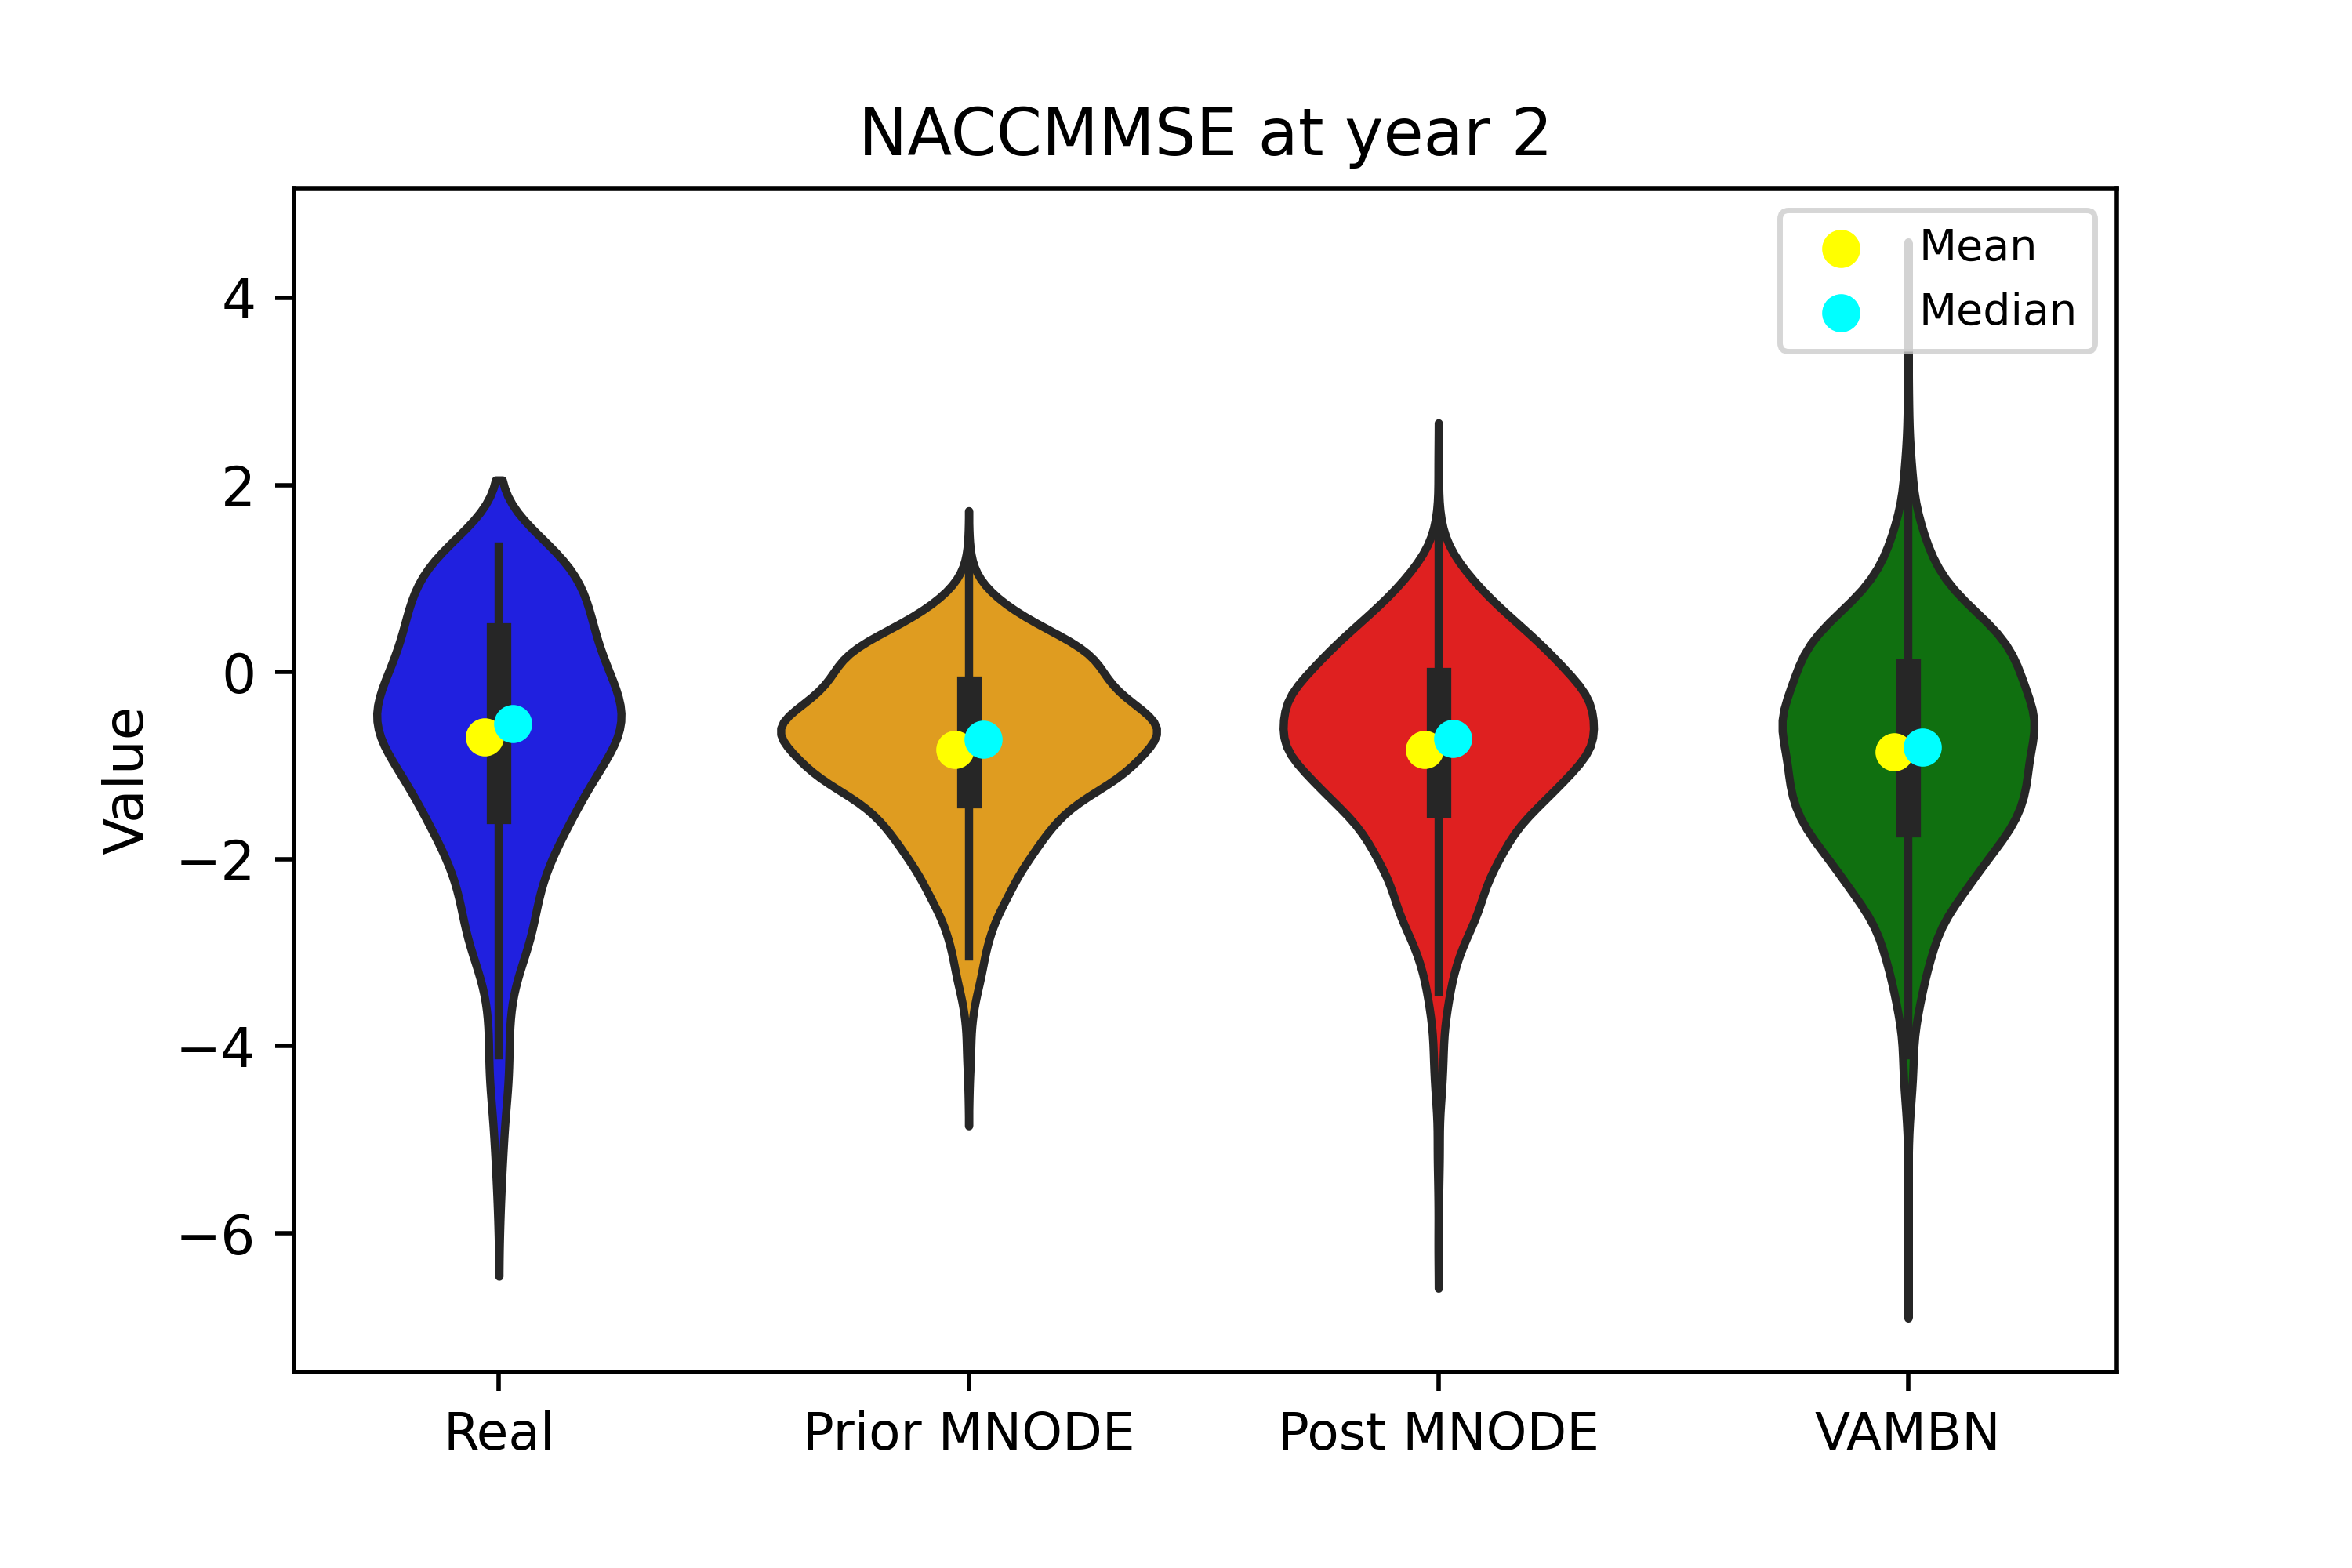 NACCMMSE at year 2
Mean
Median
Value
4
2
0
−2
−4
−6
Real
Prior MNODE
Post MNODE
VAMBN